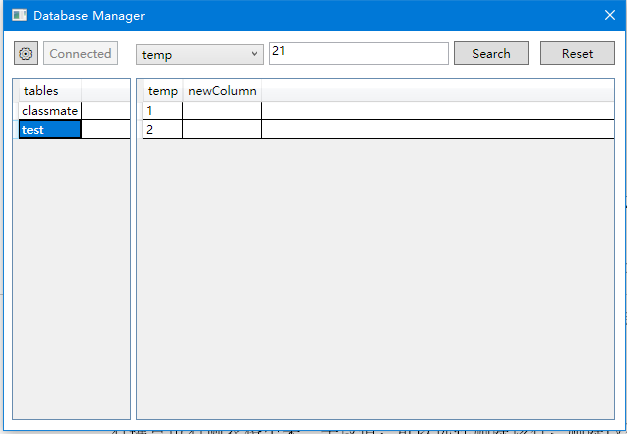 Database Manager
Connected
temp
21
Search
Reset
tables
classmate
test
temp newColumn
1
2